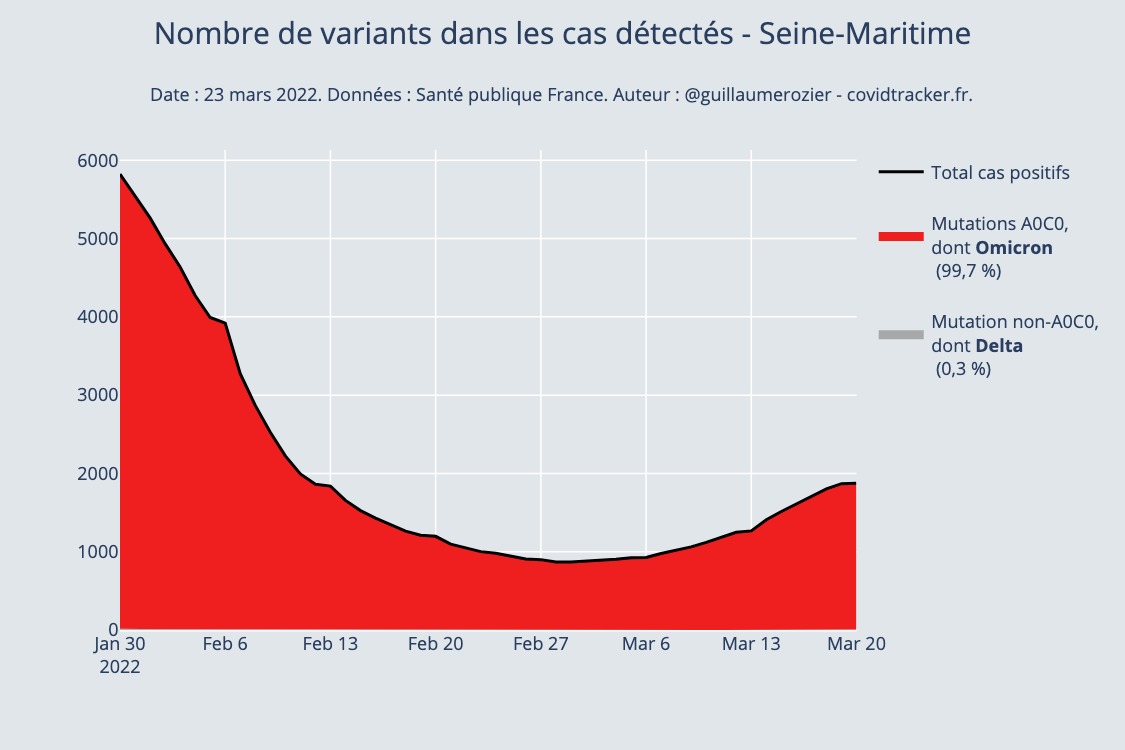 Nombre de variants dans les cas détectés - Seine-Maritime
Date : 23 mars 2022. Données : Santé publique France. Auteur : @guillaumerozier - covidtracker.fr.
6000
5000
4000
3000
2000
1000
0
Jan 30
2022
Feb 6
Feb 13
Feb 20
Feb 27
Mar 6
Mar 13
Mar 20
Total cas positifs
Mutations A0C0,
dont Omicron
(99,7 %)
Mutation non-A0C0,
dont Delta
(0,3 %)